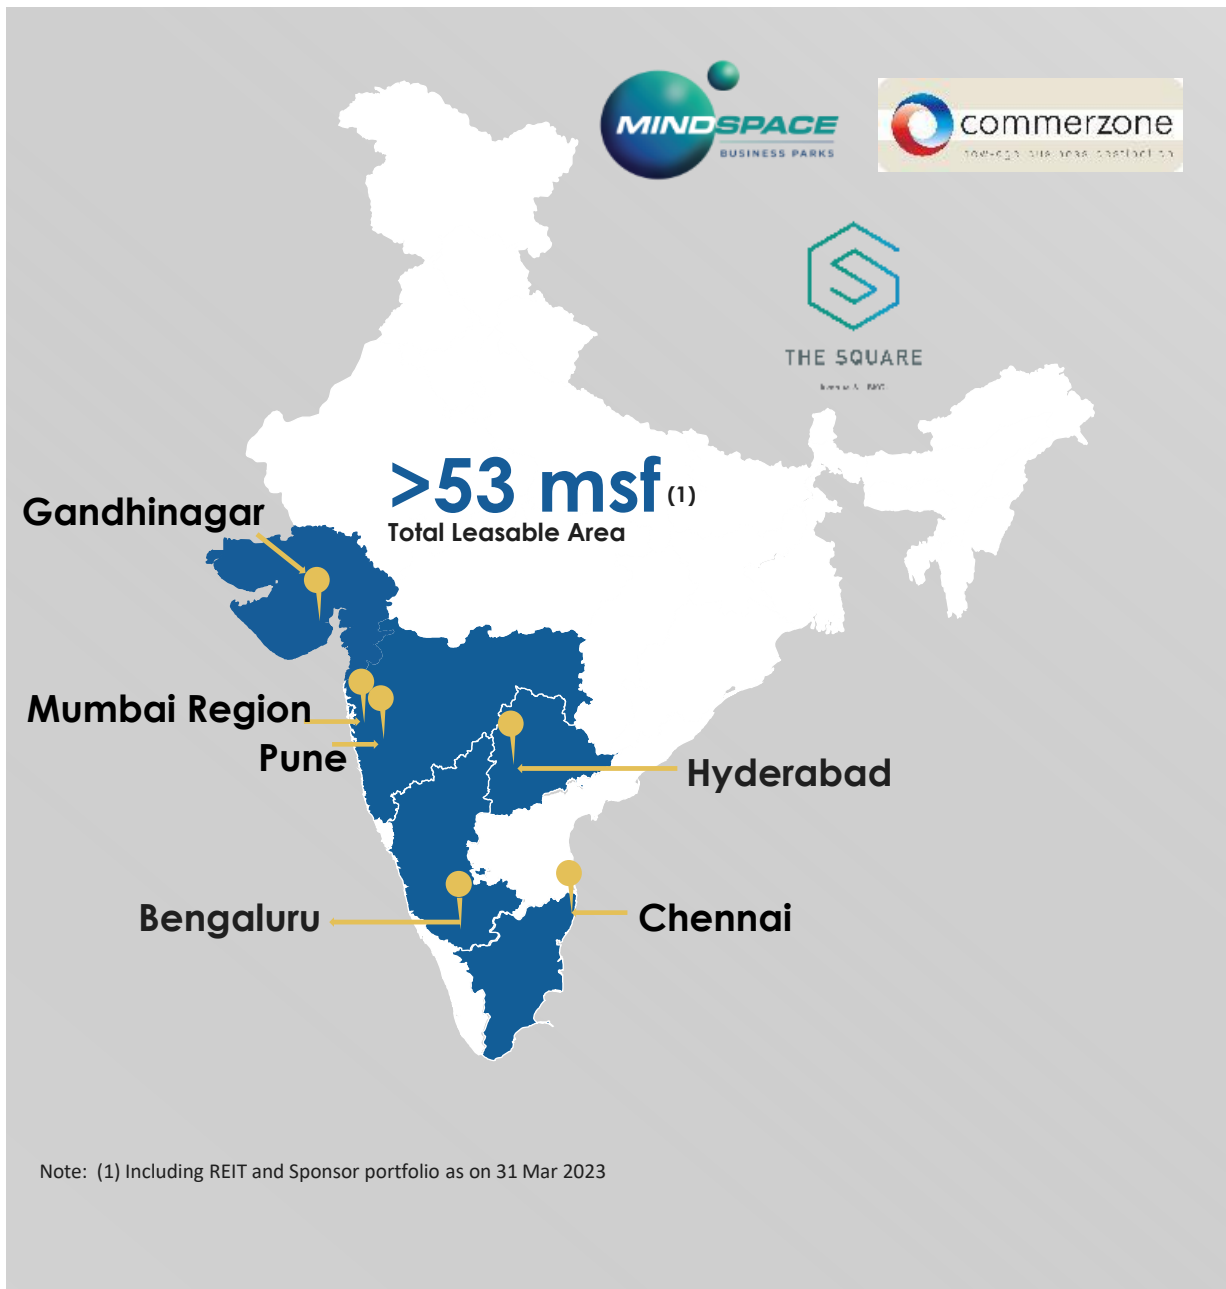 MINDSPACE
BUSINESS PARKS
commerzone
THE SQUARE
>53 msf (1)
Total Leasable Area
Gandhinagar
Mumbai Region
Pune
Hyderabad
Bengaluru
Chennai
Note: (1) Including REIT and Sponsor portfolio as on 31 Mar 2023